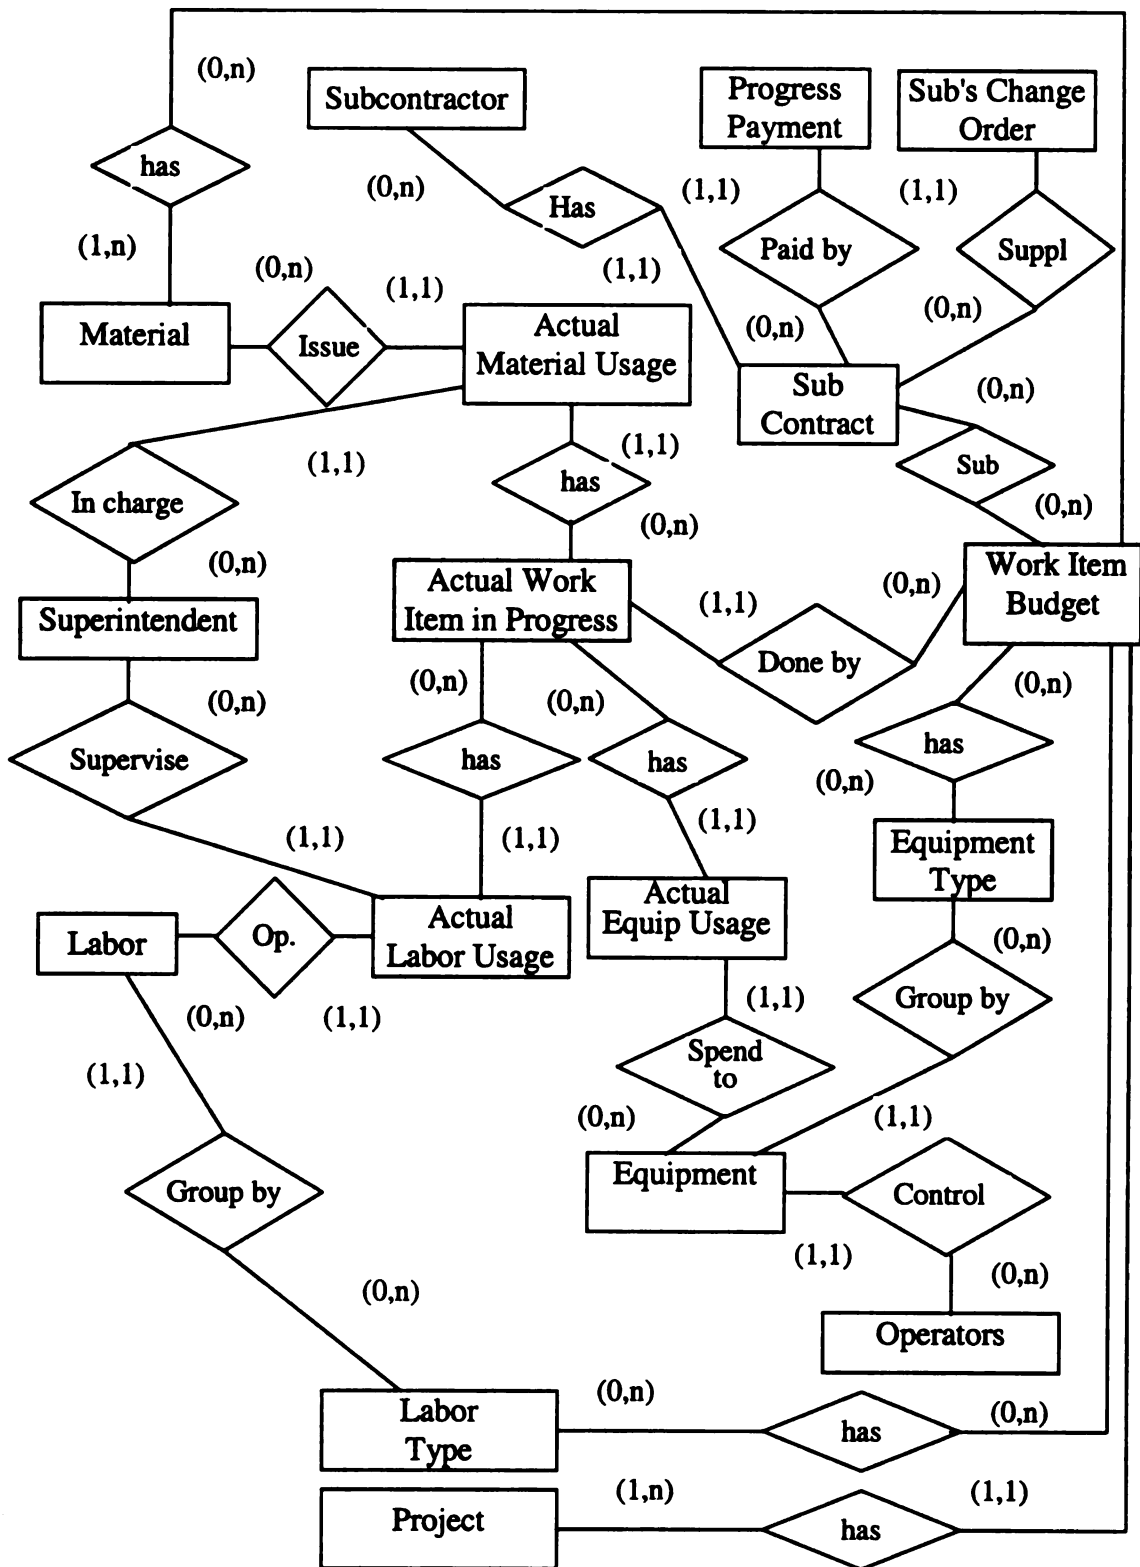 (0,n)
Subcontractor
Progress
Payment
Sub's Change
Order
has
(0,n)
Has
(1,1)
(1,1)
(1,n)
(0,n)
(1,1)
(1,1)
Paid by
Suppl
Material
Issue
Actual
Material Usage
(0,n)
(0,n)
Sub
Contract
(0,n)
(1,1)
(1,1)
Sub
In charge
has
(0,n)
(0,n)
(0,n)
Superintendent
Actual Work
Item in Progress
(1,1)
(0,n)
Work Item
Budget
Done by
(0,n)
(0,n)
(0,n)
(0,n)
Supervise
has
has
has
(0,n)
(1,1)
(1,1)
(1,1)
Equipment
Type
Labor
Op.
Actual
Labor Usage
Actual
Equip Usage
(0,n)
(0,n)
(1,1)
(1,1)
Group by
(1,1)
Spend
to
(0,n)
(1,1)
Group by
Equipment
Control
(1,1)
(0,n)
(0,n)
Operators
Labor
Type
(0,n)
has
(0,n)
Project
(1,n)
has
(1,1)